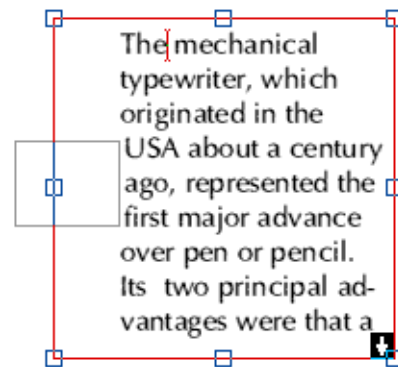 The mechanical
typewriter, which
originated in the
USA about a century
ago, represented the
first major advance
over pen or pencil.
Its  two principal ad-
vantages were that a